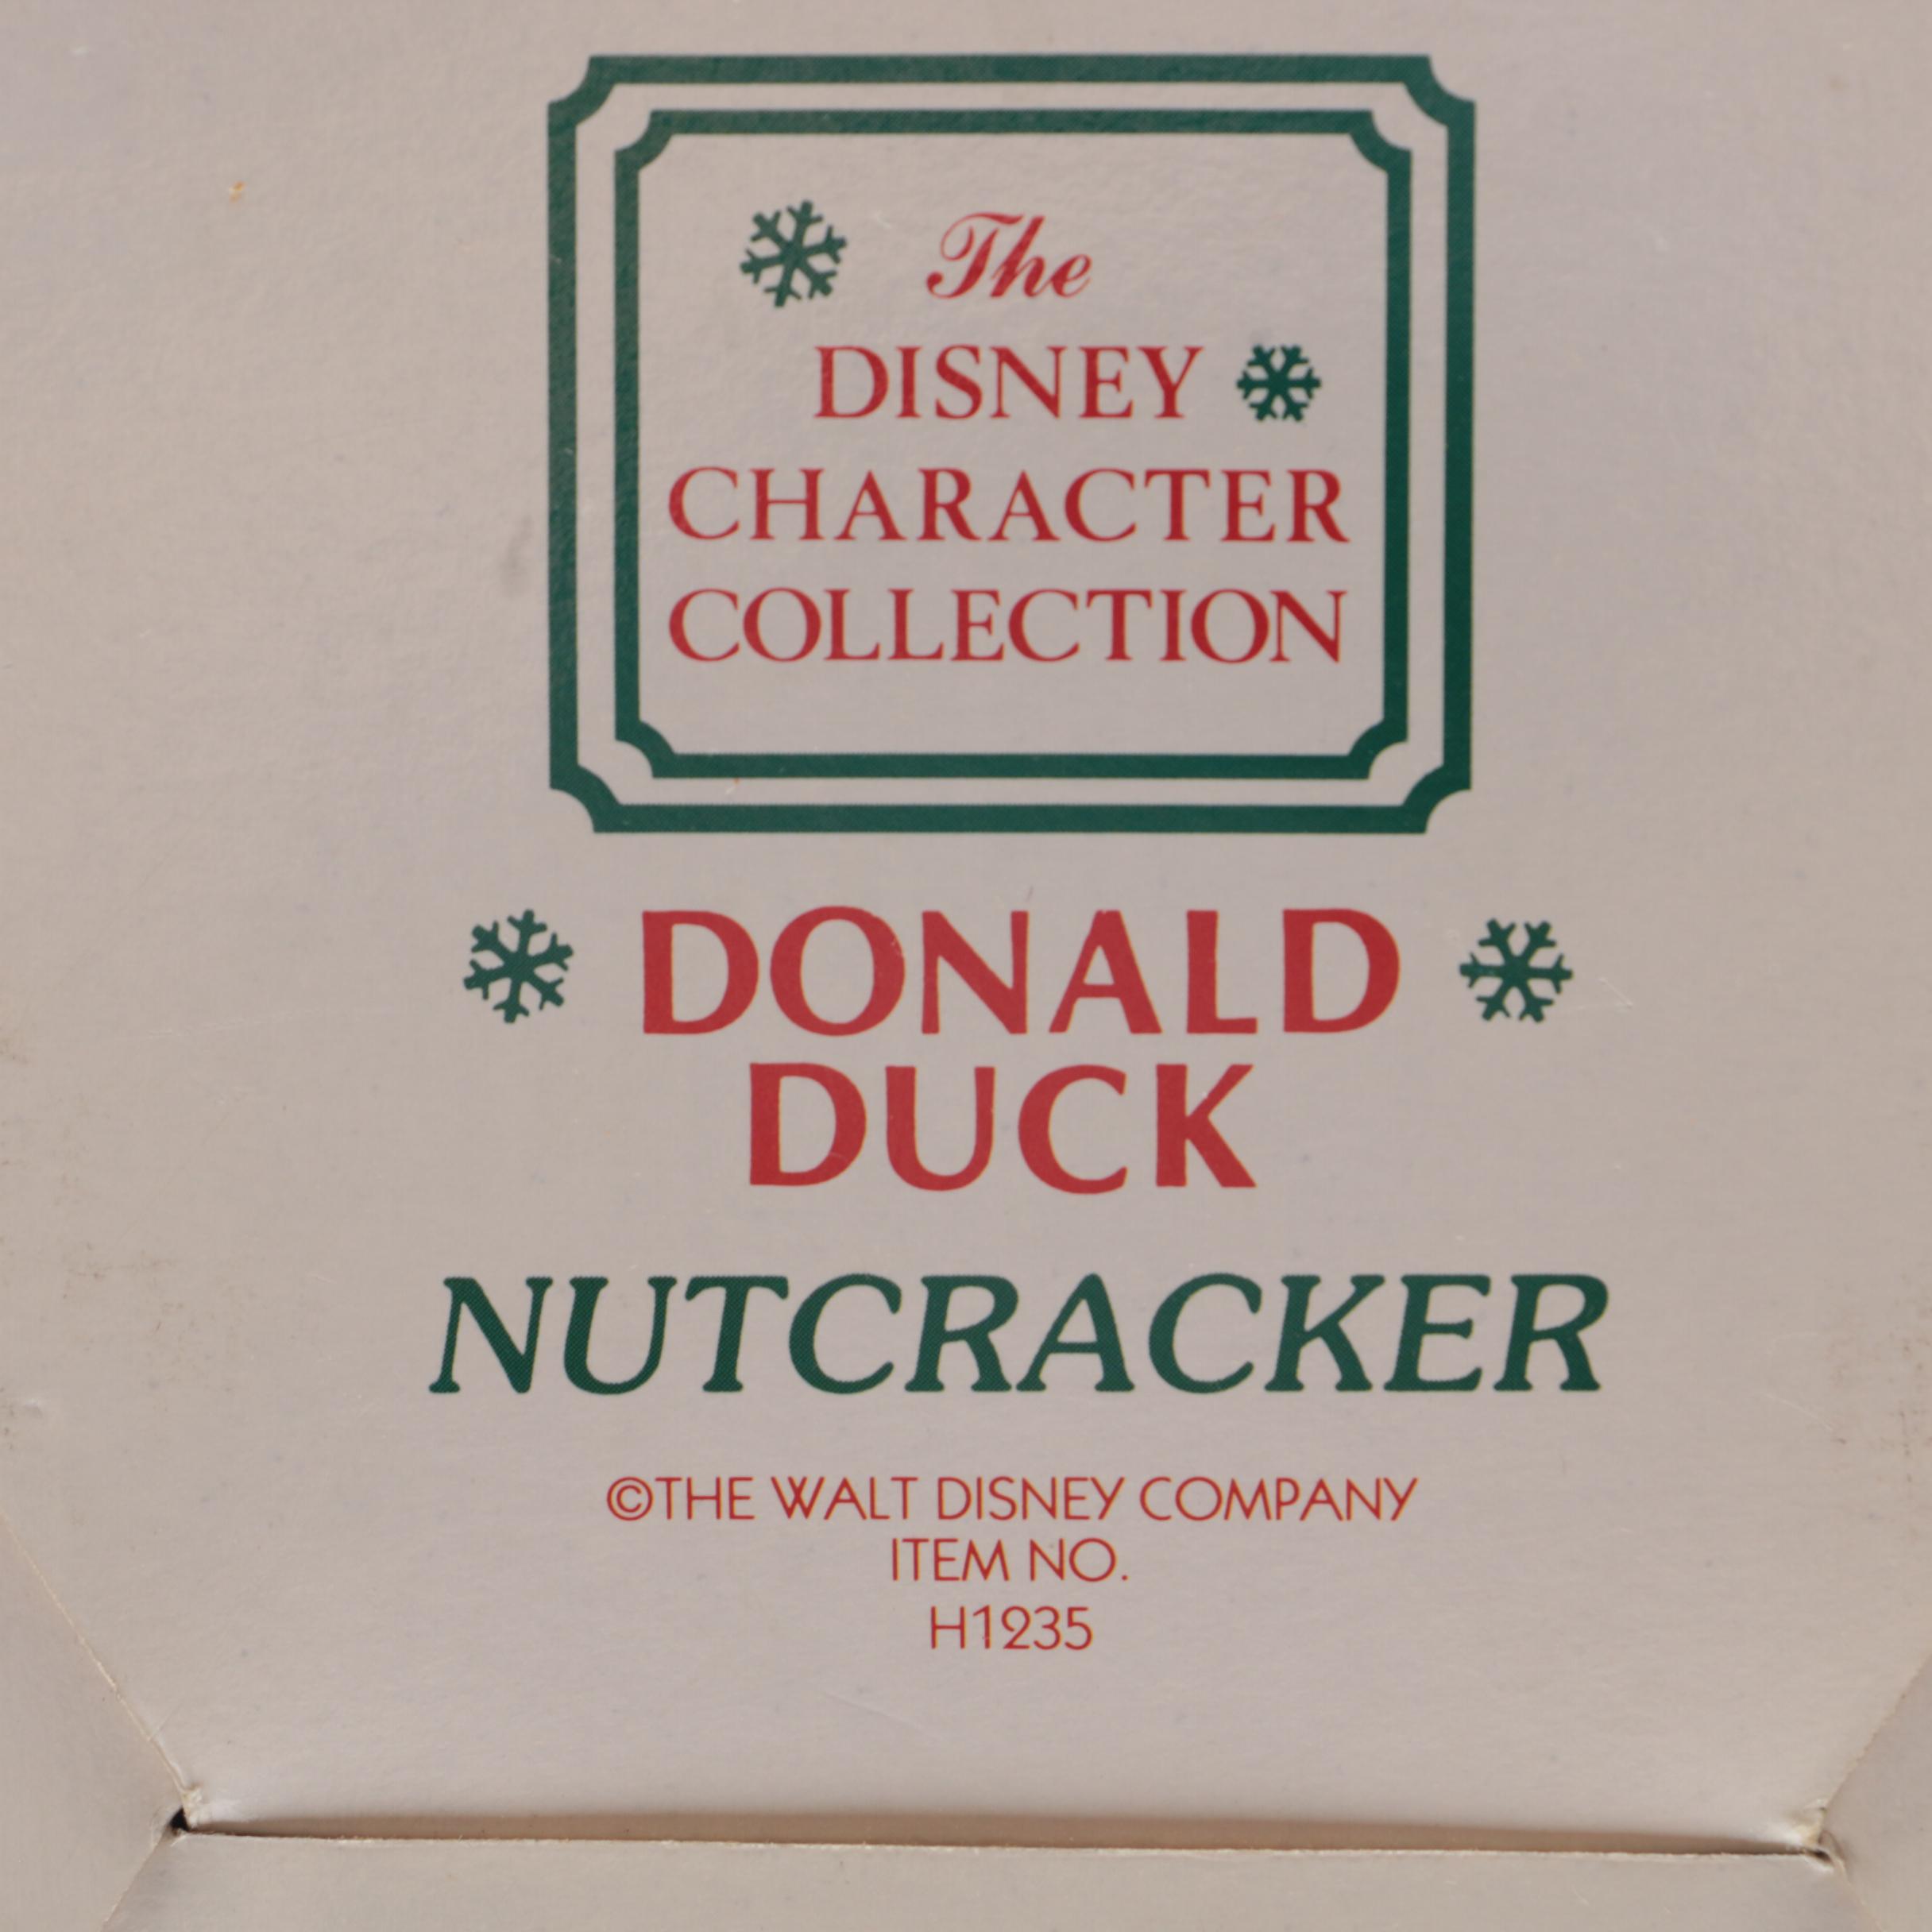 The
DISNEY
CHARACTER
COLLECTION
DONALD
DUCK
NUTCRACKER
©THE WALT DISNEY COMPANY
ITEM NO.
H1235